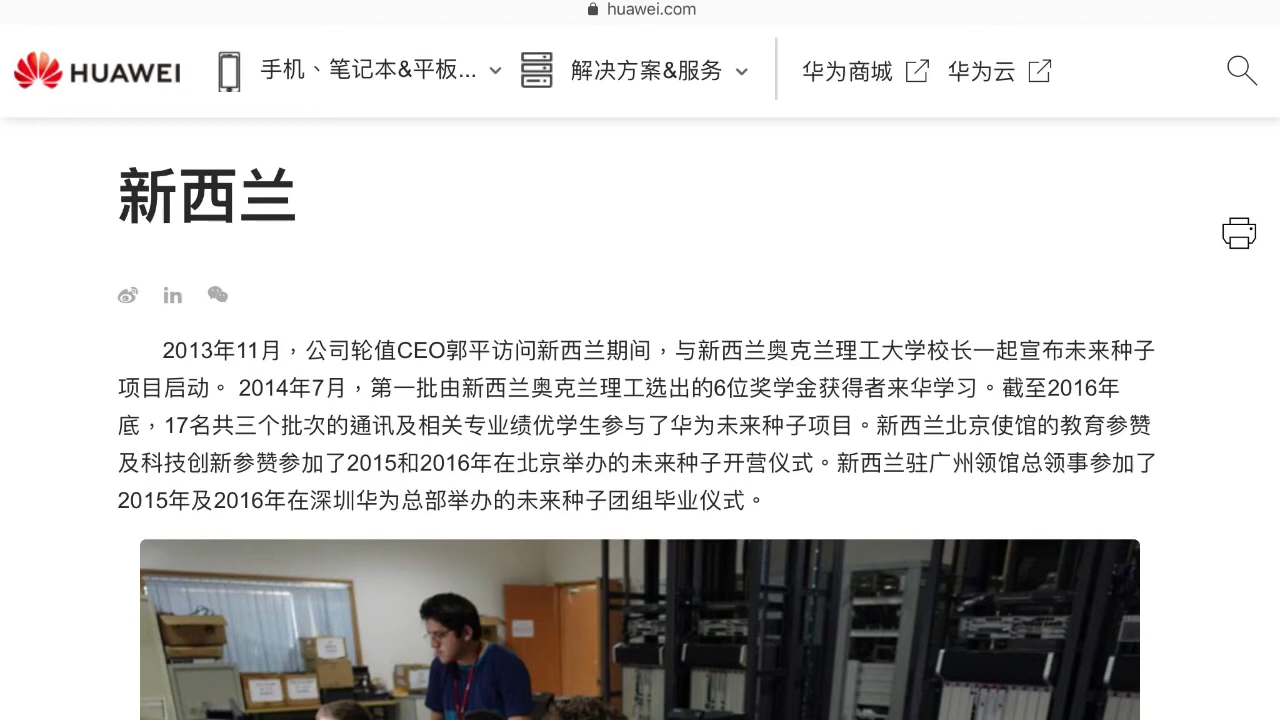 huawei.com
HUAWEI 手机、笔记本&平板... 解决方案&服务 华为商城 华为云
新西兰
2013年11月，公司轮值CEO郭平访问新西兰期间，与新西兰奥克兰理工大学校长一起宣布未来种子
项目启动。 2014年7月，第一批由新西兰奥克兰理工选出的6位奖学金获得者来华学习。截至2016年
底，17名共三个批次的通讯及相关专业绩优学生参与了华为未来种子项目。新西兰北京使馆的教育参赞
及科技创新参赞参加了2015和2016年在北京举办的未来种子开营仪式。新西兰驻广州领馆总领事参加了
2015年及2016年在深圳华为总部举办的未来种子团组毕业仪式。